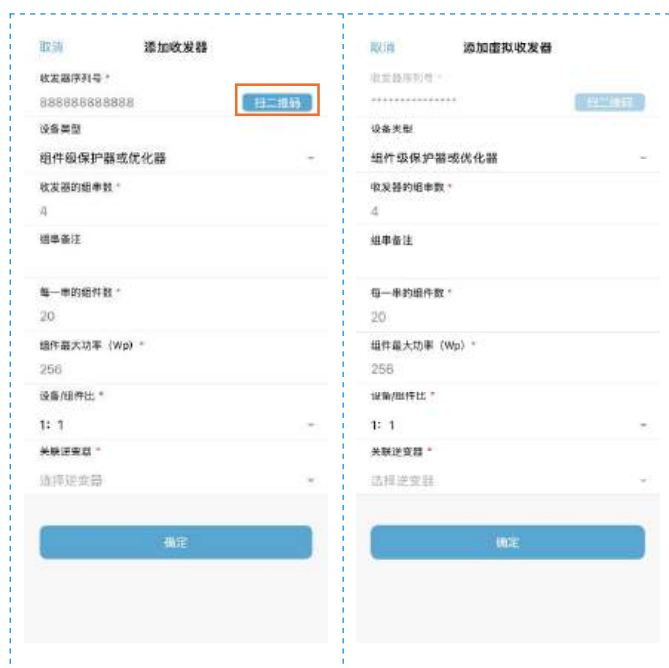 取消 添加收发器
收发器序列号 *
888888888888 扫二维码
设备类型
组件级保护器或优化器
收发器的组串数 *
4
组串备注
每一串的组件数 *
20
组件最大功率（Wp） *
256
设备/组件比 *
1：1
关联逆变器 *
选择逆变器
确定
取消 添加虚拟收发器
收发器序列号 *
*************** 扫二维码
设备类型
组件级保护器或优化器
收发器的组串数 *
4
组串备注
每一串的组件数 *
20
组件最大功率（Wp） *
256
设备/组件比 *
1：1
关联逆变器 *
选择逆变器
确定